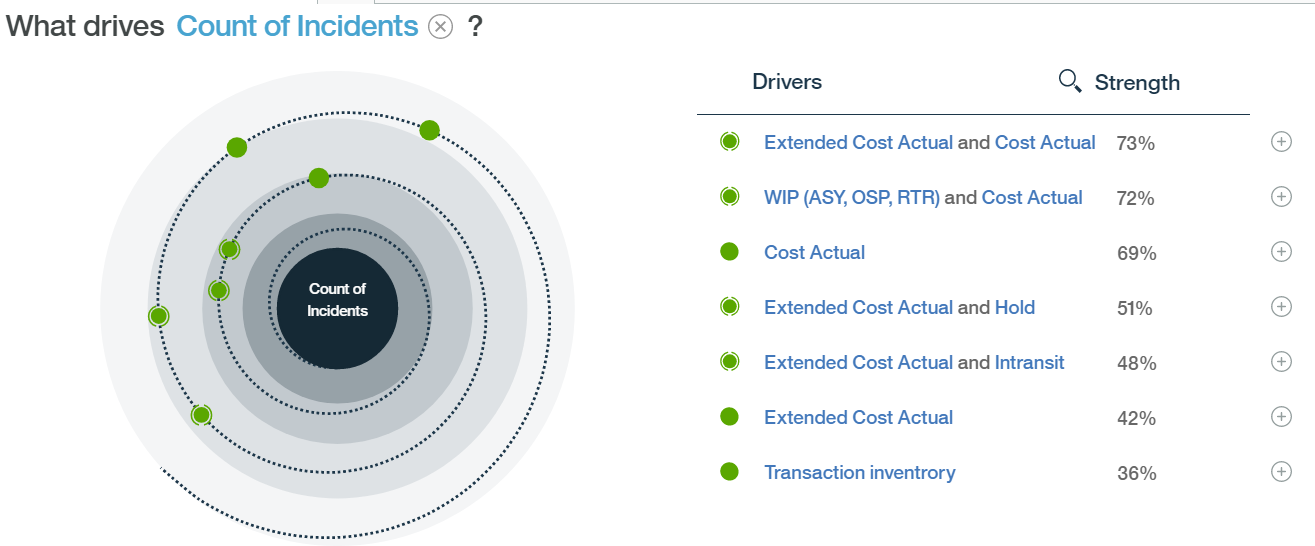 What drives Count of Incidents ?
Count of
Incidents
Drivers Strength
Extended Cost Actual and Cost Actual 73%
WIP (ASY, OSP, RTR) and Cost Actual 72%
Cost Actual 69%
Extended Cost Actual and Hold 51%
Extended Cost Actual and Intransit 48%
Extended Cost Actual 42%
Transaction inventrory 36%